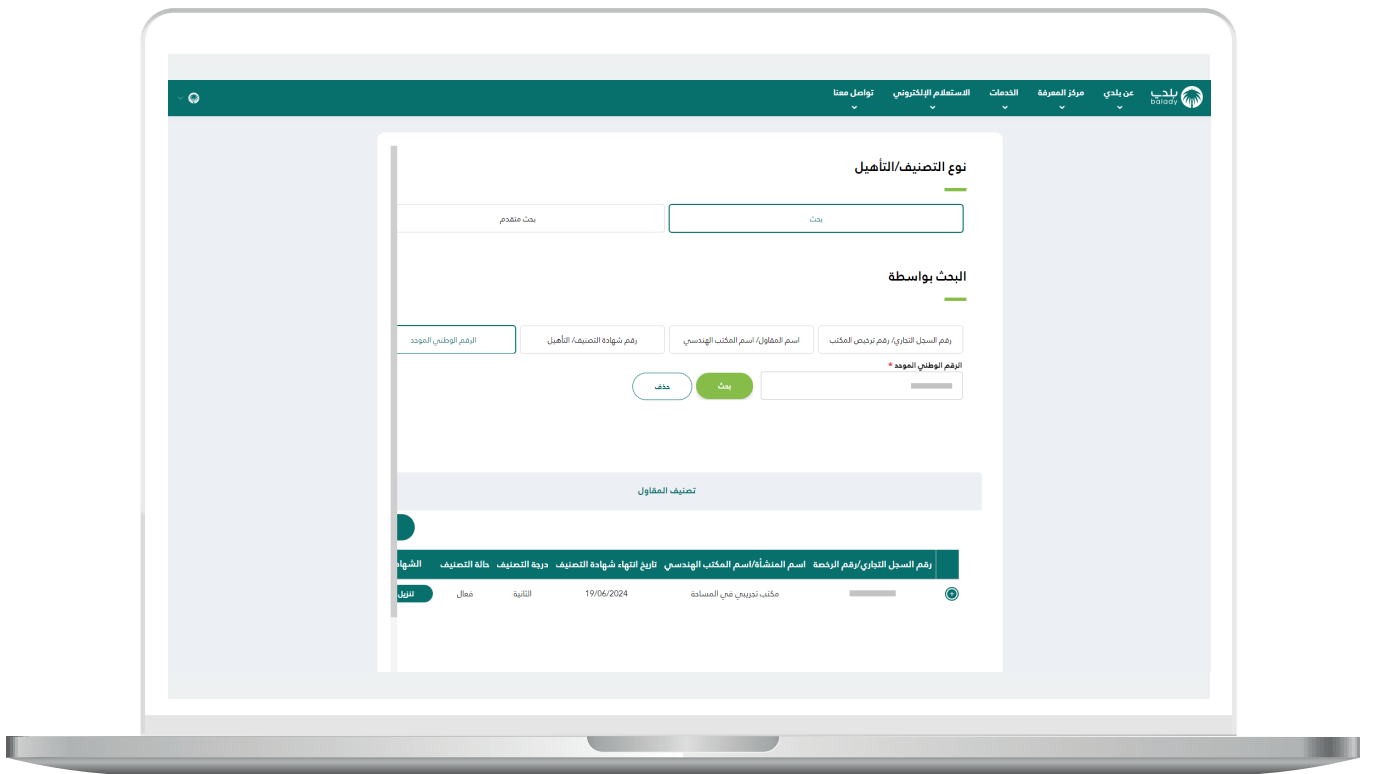 بلدي
balady
عن بلدي
مركز المعرفة
الخدمات
الاستعلام الإلكتروني
تواصل معنا
نوع التصنيف/التأهيل
بحث
بحث متقدم
البحث بواسطة
رقم السجل التجاري/ رقم ترخيص المكتب
اسم المقاول/ اسم المكتب الهندسي
رقم شهادة التصنيف/ التأهيل
الرقم الوطني الموحد
الرقم الوطني الموحد *
بحث
حذف
تصنيف المقاول
رقم السجل التجاري/رقم الرخصة اسم المنشأة/اسم المكتب الهندسي تاريخ انتهاء شهادة التصنيف درجة التصنيف حالة التصنيف
مكتب تجريبي في المساحة 19/06/2024 الثانية فعال تنزيل